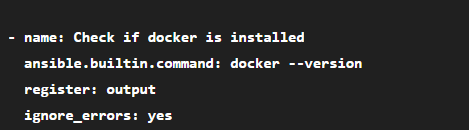 - name: Check if docker is installed
  ansible.builtin.command: docker --version
  register: output
  ignore_errors: yes